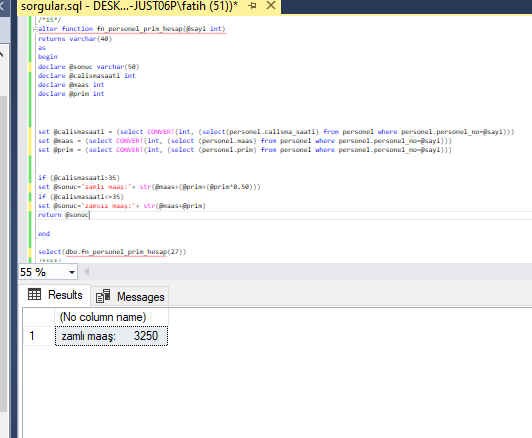 sorgular.sql - DESK...-JUST06P\fatih (51))*
/*15*/
alter function fn_personel_prim_hesap(@sayi int)
returns varchar(40)
as
begin
declare @sonuc varchar(50)
declare @calismasaati int
declare @maas int
declare @prim int
set @calismasaati = (select CONVERT(int, (select(personel.calisma_saati) from personel where personel.personel_no=@sayi)))
set @maas = (select CONVERT(int, (select (personel.maas) from personel where personel.personel_no=@sayi)))
set @prim = (select CONVERT(int, (select (personel.prim) from personel where personel.personel_no=@sayi)))
if (@calismasaati>35)
set @sonuc='zamlı maaş:'+ str(@maas+(@prim+(@prim*0.50)))
if (@calismasaati<=35)
set @sonuc='zamsız maaş:'+ str(@maas+@prim)
return @sonuc
end
select(dbo.fn_personel_prim_hesap(27))
/*15*/
55 %
Results Messages
(No column name)
1 zamlı maaş: 3250